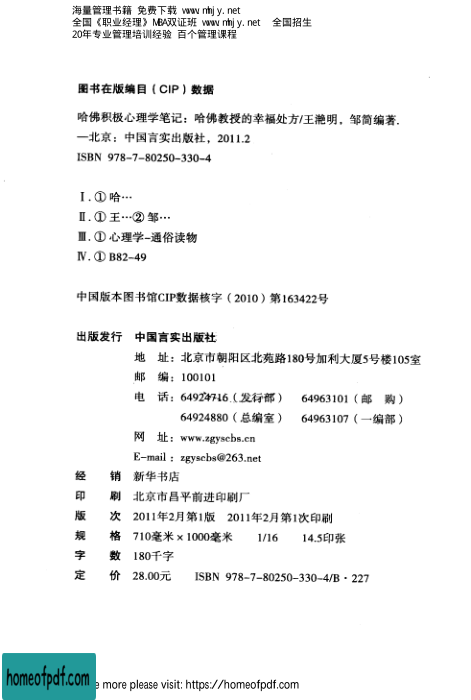 海量管理书籍 免费下载 www.nmhjy.net
全国《职业经理》MBA双证班 www.nmhjy.net 全国招生
20年专业管理培训经验 百个管理课程
图书在版编目(CIP)数据
哈佛积极心理学笔记:哈佛教授的幸福处方/王滟明,邹简编著.
—北京:中国言实出版社,2011.2
ISBN 978-7-80250-330-4
Ⅰ.①哈…
Ⅱ.①王…②邹…
Ⅲ.①心理学-通俗读物
Ⅳ.①B82-49
中国版本图书馆CIP数据核字(2010)第163422号
出版发行 中国言实出版社
地 址:北京市朝阳区北苑路180号加利大厦5号楼105室
邮 编:100101
电 话:64924716(发行部) 64963101(邮 购)
64924880(总编室) 64963107(一编部)
网 址:www.zgyscbs.cn
E-mail:zgyscbs@263.net
经 销 新华书店
印 刷 北京市昌平前进印刷厂
版 次 2011年2月第1版 2011年2月第1次印刷
规 格 710毫米×1000毫米 1/16 14.5印张
字 数 180千字
定 价 28.00元 ISBN 978-7-80250-330-4/B·227
homeofpdf.com
e more please visit: https://homeofpdf.com